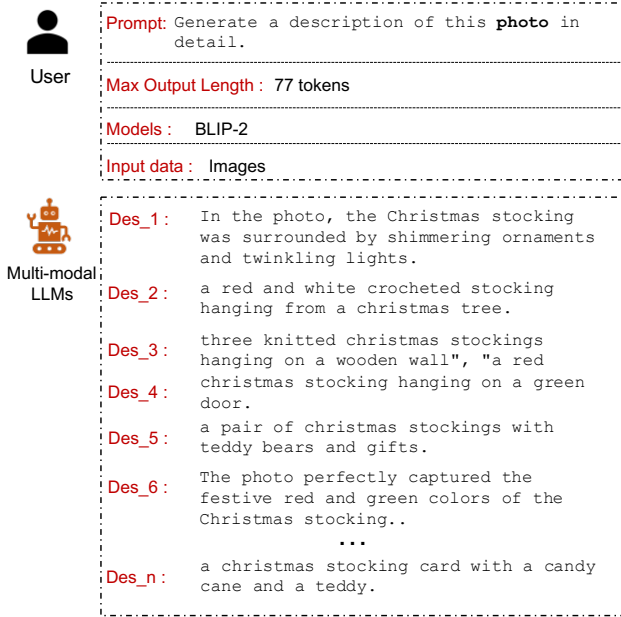 Prompt: Generate a description of this photo in
detail.
User
Max Output Length : 77 tokens
Models : BLIP-2
Input data : Images
Des_1 : In the photo, the Christmas stocking
was surrounded by shimmering ornaments
and twinkling lights.
Multi-modal
LLMs
Des_2 : a red and white crocheted stocking
hanging from a christmas tree.
Des_3 : three knitted christmas stockings
hanging on a wooden wall", "a red
Des_4 : christmas stocking hanging on a green
door.
Des_5 : a pair of christmas stockings with
teddy bears and gifts.
Des_6 : The photo perfectly captured the
festive red and green colors of the
Christmas stocking..
...
Des_n : a christmas stocking card with a candy
cane and a teddy.